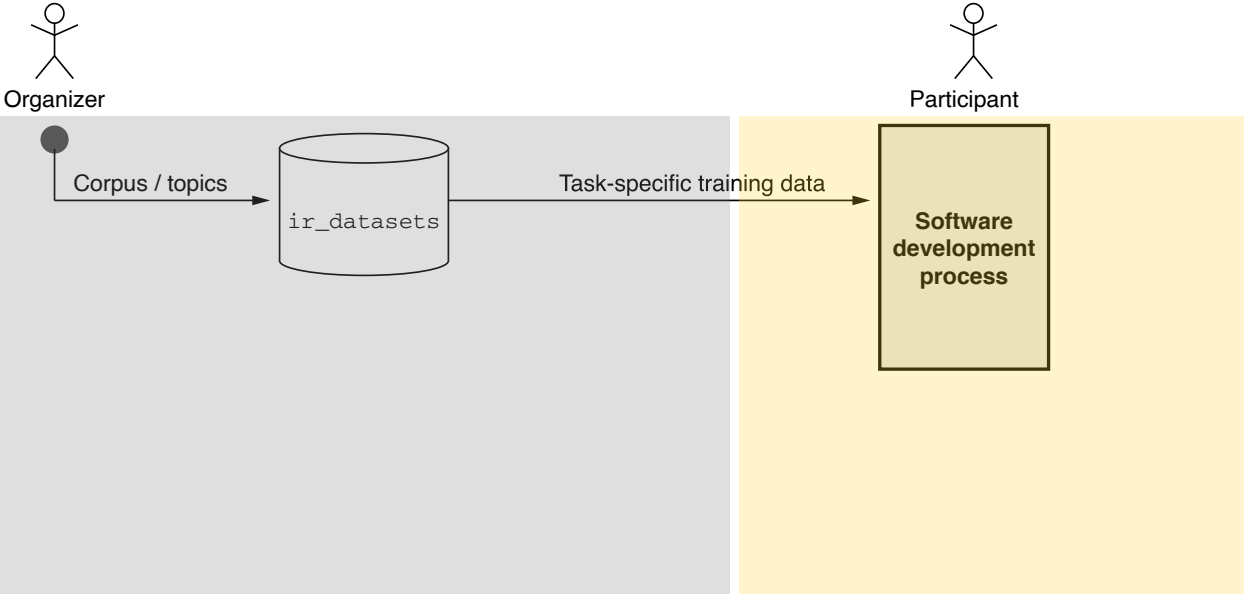 Organizer
Participant
Corpus / topics
Task-specific training data
ir_datasets
Software
development
process